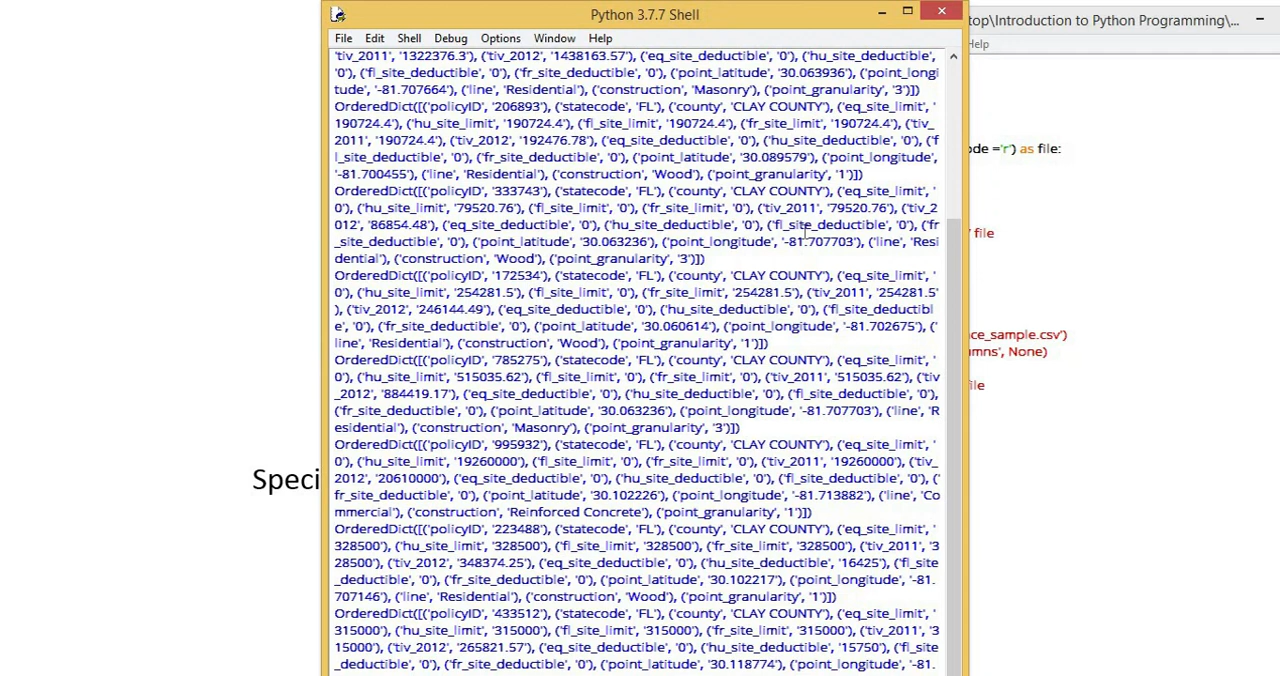 Python 3.7.7 Shell
top\Introduction to Python Programming\...
File Edit Shell Debug Options Window Help
Help
'tiv_2011', '1322376.3'), ('tiv_2012', '1438163.57'), ('eq_site_deductible', '0'), ('hu_site_deductible',
'0'), ('fl_site_deductible', '0'), ('fr_site_deductible', '0'), ('point_latitude', '30.063936'), ('point_longi
tude', '-81.707664'), ('line', 'Residential'), ('construction', 'Masonry'), ('point_granularity', '3')])
OrderedDict([('policyID', '206893'), ('statecode', 'FL'), ('county', 'CLAY COUNTY'), ('eq_site_limit', '
190724.4'), ('hu_site_limit', '190724.4'), ('fl_site_limit', '190724.4'), ('fr_site_limit', '190724.4'), ('tiv_
2011', '190724.4'), ('tiv_2012', '192476.78'), ('eq_site_deductible', '0'), ('hu_site_deductible', '0'), ('f
l_site_deductible', '0'), ('fr_site_deductible', '0'), ('point_latitude', '30.089579'), ('point_longitude',
'-81.700455'), ('line', 'Residential'), ('construction', 'Wood'), ('point_granularity', '1')])
OrderedDict([('policyID', '333743'), ('statecode', 'FL'), ('county', 'CLAY COUNTY'), ('eq_site_limit', '
0'), ('hu_site_limit', '79520.76'), ('fl_site_limit', '0'), ('fr_site_limit', '0'), ('tiv_2011', '79520.76'), ('tiv_2
012', '86854.48'), ('eq_site_deductible', '0'), ('hu_site_deductible', '0'), ('fl_site_deductible', '0'), ('fr
_site_deductible', '0'), ('point_latitude', '30.063236'), ('point_longitude', '-81.707703'), ('line', 'Resi
dential'), ('construction', 'Wood'), ('point_granularity', '3')])
OrderedDict([('policyID', '172534'), ('statecode', 'FL'), ('county', 'CLAY COUNTY'), ('eq_site_limit', '
0'), ('hu_site_limit', '254281.5'), ('fl_site_limit', '0'), ('fr_site_limit', '254281.5'), ('tiv_2011', '254281.5'
), ('tiv_2012', '246144.49'), ('eq_site_deductible', '0'), ('hu_site_deductible', '0'), ('fl_site_deductibl
e', '0'), ('fr_site_deductible', '0'), ('point_latitude', '30.060614'), ('point_longitude', '-81.702675'), ('
line', 'Residential'), ('construction', 'Wood'), ('point_granularity', '1')])
OrderedDict([('policyID', '785275'), ('statecode', 'FL'), ('county', 'CLAY COUNTY'), ('eq_site_limit', '
0'), ('hu_site_limit', '515035.62'), ('fl_site_limit', '0'), ('fr_site_limit', '0'), ('tiv_2011', '515035.62'), ('tiv
_2012', '884419.17'), ('eq_site_deductible', '0'), ('hu_site_deductible', '0'), ('fl_site_deductible', '0'),
('fr_site_deductible', '0'), ('point_latitude', '30.063236'), ('point_longitude', '-81.707703'), ('line', 'R
esidential'), ('construction', 'Masonry'), ('point_granularity', '3')])
OrderedDict([('policyID', '995932'), ('statecode', 'FL'), ('county', 'CLAY COUNTY'), ('eq_site_limit', '
0'), ('hu_site_limit', '19260000'), ('fl_site_limit', '0'), ('fr_site_limit', '0'), ('tiv_2011', '19260000'), ('tiv_
2012', '20610000'), ('eq_site_deductible', '0'), ('hu_site_deductible', '0'), ('fl_site_deductible', '0'), ('
fr_site_deductible', '0'), ('point_latitude', '30.102226'), ('point_longitude', '-81.713882'), ('line', 'Co
mmercial'), ('construction', 'Reinforced Concrete'), ('point_granularity', '1')])
OrderedDict([('policyID', '223488'), ('statecode', 'FL'), ('county', 'CLAY COUNTY'), ('eq_site_limit', '
328500'), ('hu_site_limit', '328500'), ('fl_site_limit', '328500'), ('fr_site_limit', '328500'), ('tiv_2011', '3
28500'), ('tiv_2012', '348374.25'), ('eq_site_deductible', '0'), ('hu_site_deductible', '16425'), ('fl_site
_deductible', '0'), ('fr_site_deductible', '0'), ('point_latitude', '30.102217'), ('point_longitude', '-81.
707146'), ('line', 'Residential'), ('construction', 'Wood'), ('point_granularity', '1')])
OrderedDict([('policyID', '433512'), ('statecode', 'FL'), ('county', 'CLAY COUNTY'), ('eq_site_limit', '
315000'), ('hu_site_limit', '315000'), ('fl_site_limit', '315000'), ('fr_site_limit', '315000'), ('tiv_2011', '3
15000'), ('tiv_2012', '265821.57'), ('eq_site_deductible', '0'), ('hu_site_deductible', '15750'), ('fl_site
_deductible', '0'), ('fr_site_deductible', '0'), ('point_latitude', '30.118774'), ('point_longitude', '-81.
Speci
ode ='r') as file:
' file
ce_sample.csv')
mns', None)
file